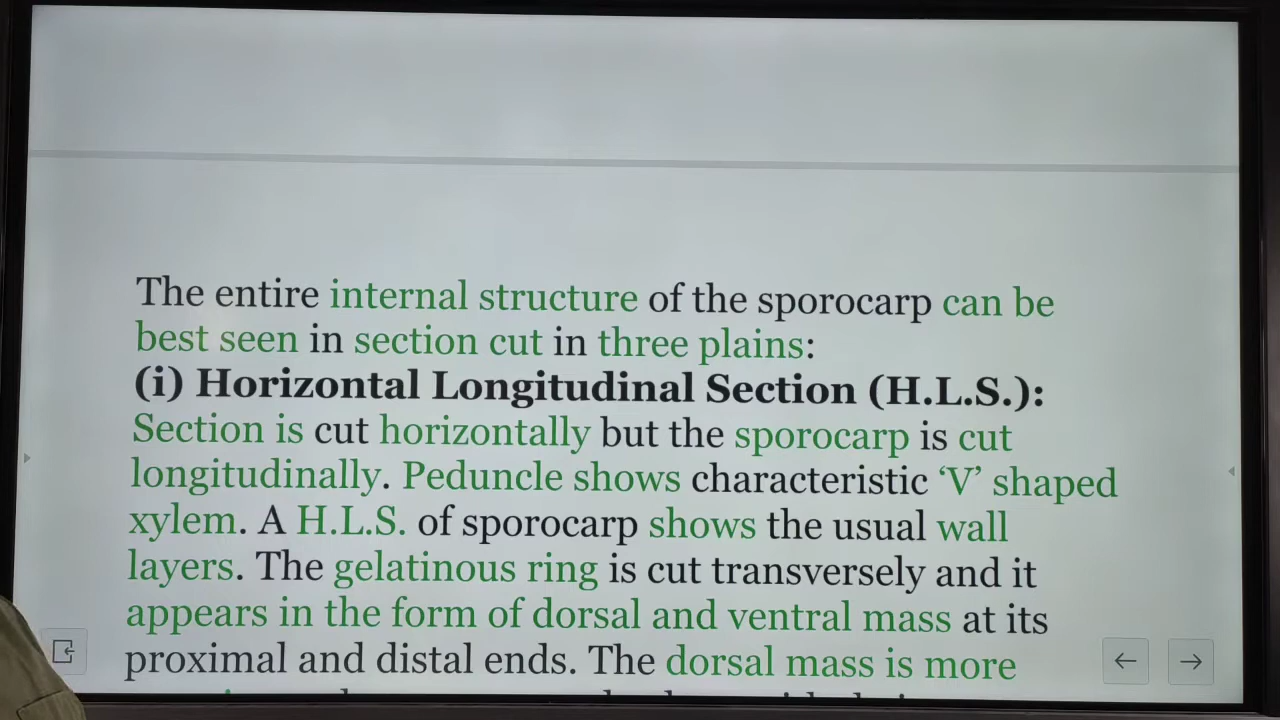 The entire internal structure of the sporocarp can be
best seen in section cut in three plains:
(i) Horizontal Longitudinal Section (H.L.S.):
Section is cut horizontally but the sporocarp is cut
longitudinally. Peduncle shows characteristic ‘V’ shaped
xylem. A H.L.S. of sporocarp shows the usual wall
layers. The gelatinous ring is cut transversely and it
appears in the form of dorsal and ventral mass at its
proximal and distal ends. The dorsal mass is more